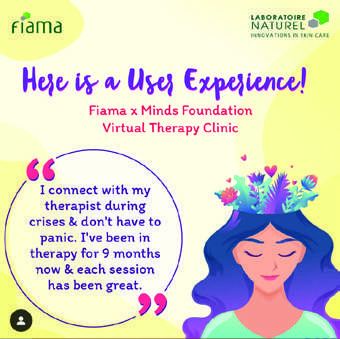 fiama
LABORATOIRE
NATUREL
INNOVATIONS IN SKIN CARE
Here is a User Experience!
Fiama x Minds Foundation
Virtual Therapy Clinic
“
I connect with my
therapist during
crises & don't have to
panic. I've been in
therapy for 9 months
now & each session
has been great.
”